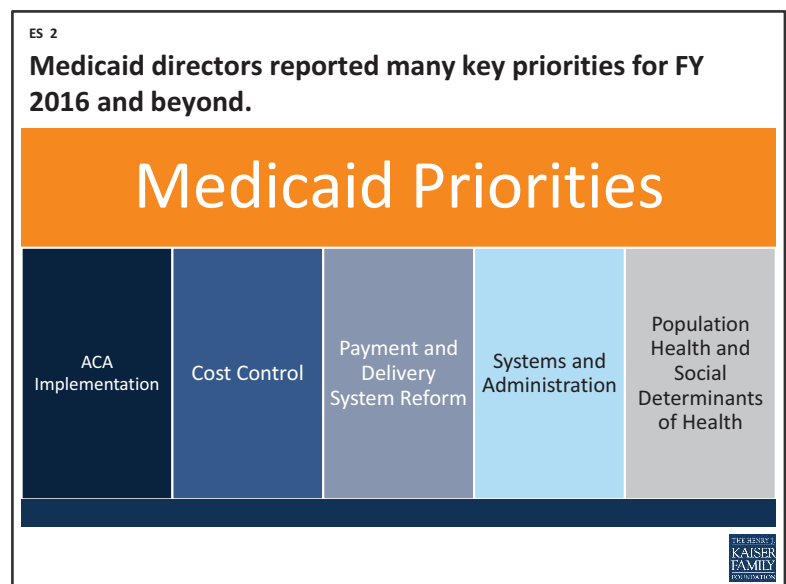 ES 2
Medicaid directors reported many key priorities for FY
2016 and beyond.
Medicaid Priorities
ACA
Implementation
Cost Control
Payment and
Delivery
System Reform
Systems and
Administration
Population
Health and
Social
Determinants
of Health
THE HENRY J.
KAISER
FAMILY
FOUNDATION